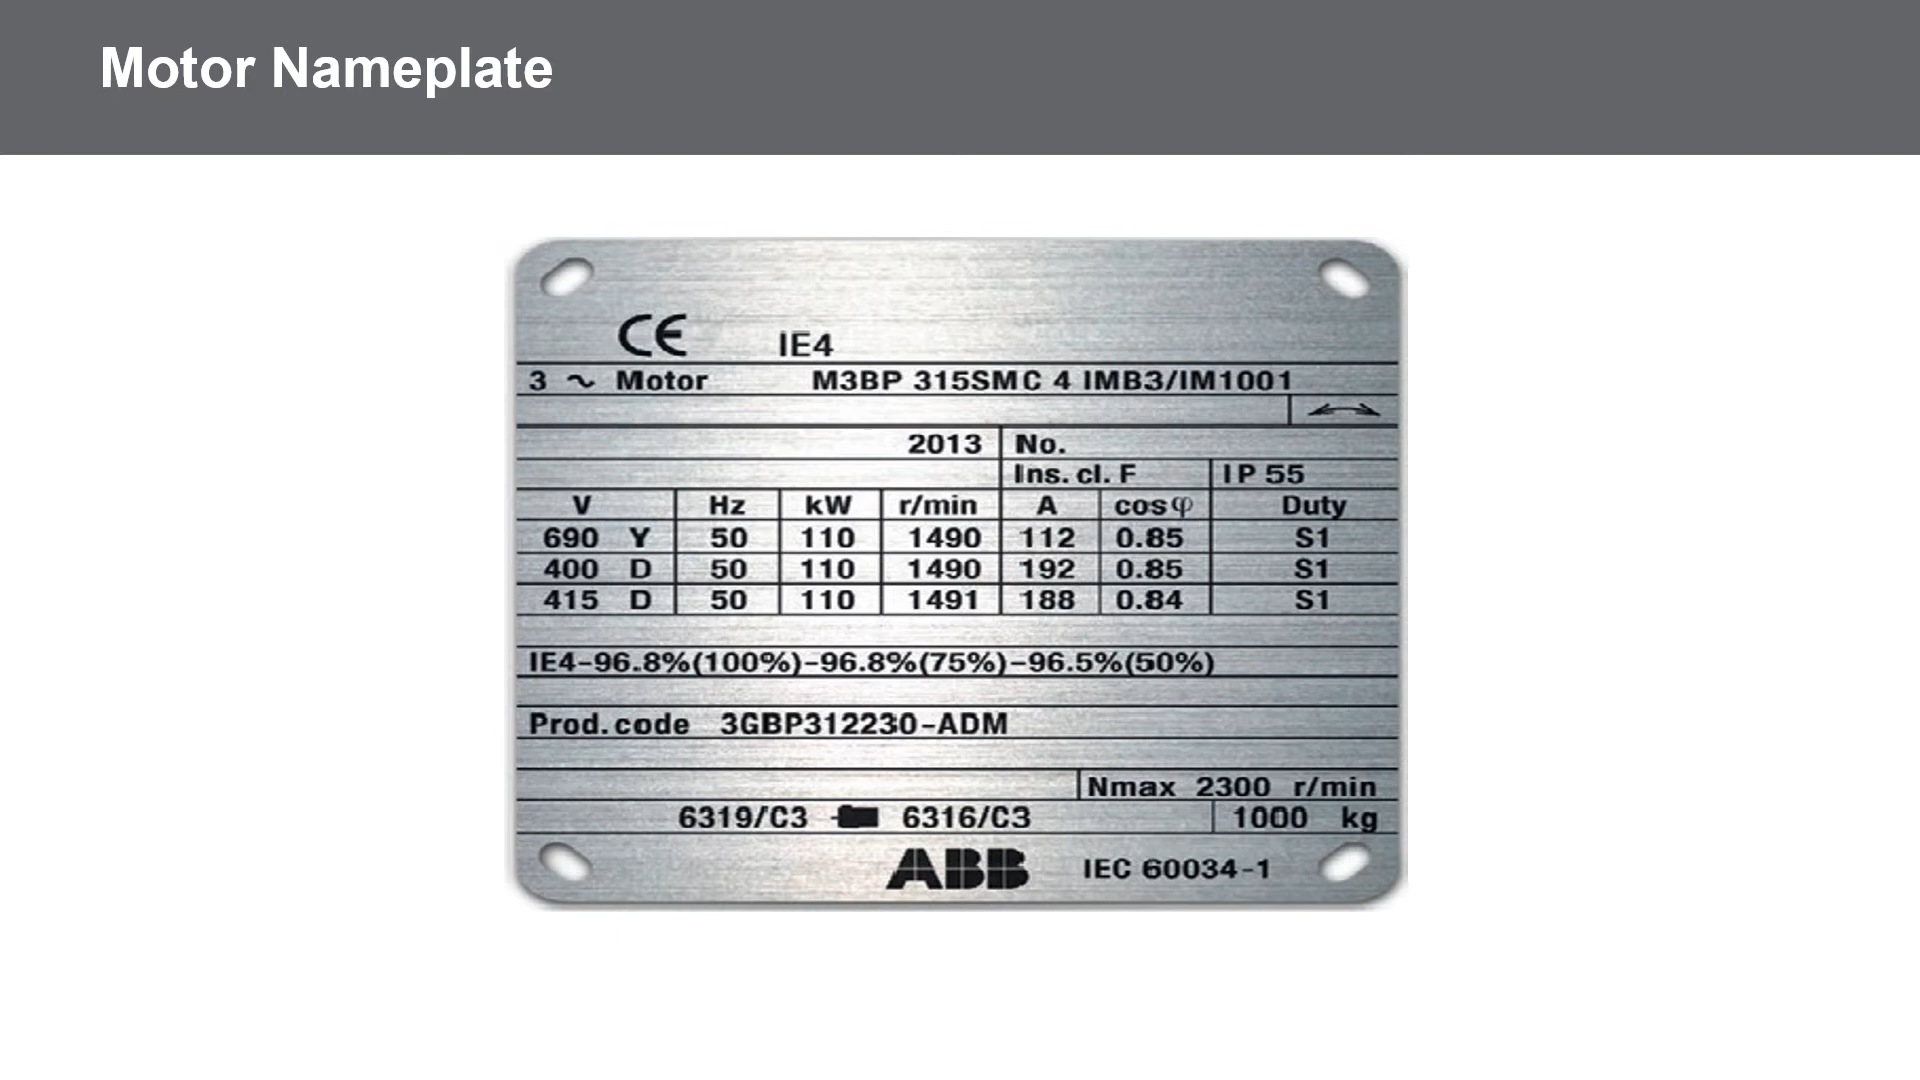 Motor Nameplate
CE IE4
3 ~ Motor M3BP 315SMC 4 IMB3/IM1001
2013 No.
Ins. cl. F IP 55
V Hz kW r/min A cosφ Duty
690 Y 50 110 1490 112 0.85 S1
400 D 50 110 1490 192 0.85 S1
415 D 50 110 1491 188 0.84 S1
IE4-96.8%(100%)-96.8%(75%)-96.5%(50%)
Prod. code 3GBP312230-ADM
Nmax 2300 r/min
6319/C3 6316/C3 1000 kg
ABB IEC 60034-1